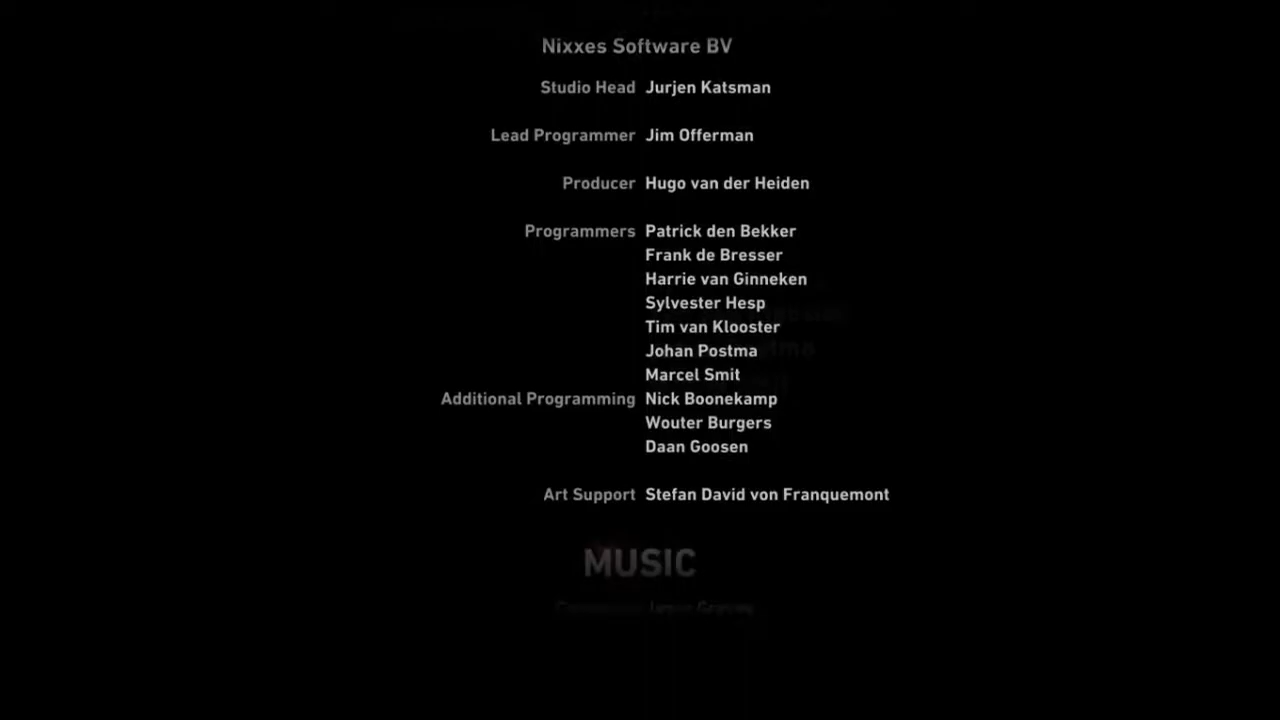 Nixxes Software BV
Studio Head Jurjen Katsman
Lead Programmer Jim Offerman
Producer Hugo van der Heiden
Programmers Patrick den Bekker
Frank de Bresser
Harrie van Ginneken
Sylvester Hesp
Tim van Klooster
Johan Postma
Marcel Smit
Additional Programming Nick Boonekamp
Wouter Burgers
Daan Goosen
Art Support Stefan David von Franquemont
MUSIC